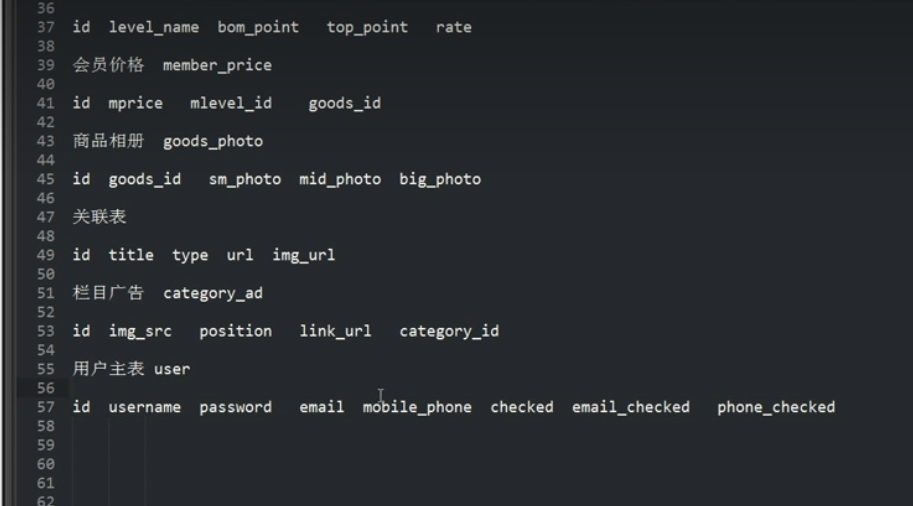 36
37 id level_name bom_point top_point rate
38
39 会员价格 member_price
40
41 id mprice mlevel_id goods_id
42
43 商品相册 goods_photo
44
45 id goods_id sm_photo mid_photo big_photo
46
47 关联表
48
49 id title type url img_url
50
51 栏目广告 category_ad
52
53 id img_src position link_url category_id
54
55 用户主表 user
56
57 id username password email mobile_phone checked email_checked phone_checked
58
59
60
61
62